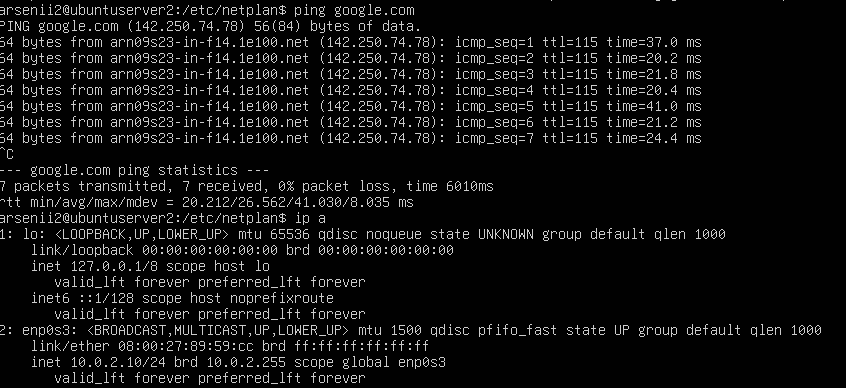 arsenii2@ubuntuserver2:/etc/netplan$ ping google.com
PING google.com (142.250.74.78) 56(84) bytes of data.
64 bytes from arn09s23-in-f14.1e100.net (142.250.74.78): icmp_seq=1 ttl=115 time=37.0 ms
64 bytes from arn09s23-in-f14.1e100.net (142.250.74.78): icmp_seq=2 ttl=115 time=20.2 ms
64 bytes from arn09s23-in-f14.1e100.net (142.250.74.78): icmp_seq=3 ttl=115 time=21.8 ms
64 bytes from arn09s23-in-f14.1e100.net (142.250.74.78): icmp_seq=4 ttl=115 time=20.4 ms
64 bytes from arn09s23-in-f14.1e100.net (142.250.74.78): icmp_seq=5 ttl=115 time=41.0 ms
64 bytes from arn09s23-in-f14.1e100.net (142.250.74.78): icmp_seq=6 ttl=115 time=21.2 ms
64 bytes from arn09s23-in-f14.1e100.net (142.250.74.78): icmp_seq=7 ttl=115 time=24.4 ms
^C
--- google.com ping statistics ---
7 packets transmitted, 7 received, 0% packet loss, time 6010ms
rtt min/avg/max/mdev = 20.212/26.562/41.030/8.035 ms
arsenii2@ubuntuserver2:/etc/netplan$ ip a
1: lo: <LOOPBACK,UP,LOWER_UP> mtu 65536 qdisc noqueue state UNKNOWN group default qlen 1000
    link/loopback 00:00:00:00:00:00 brd 00:00:00:00:00:00
    inet 127.0.0.1/8 scope host lo
       valid_lft forever preferred_lft forever
    inet6 ::1/128 scope host noprefixroute
       valid_lft forever preferred_lft forever
2: enp0s3: <BROADCAST,MULTICAST,UP,LOWER_UP> mtu 1500 qdisc pfifo_fast state UP group default qlen 1000
    link/ether 08:00:27:89:59:cc brd ff:ff:ff:ff:ff:ff
    inet 10.0.2.10/24 brd 10.0.2.255 scope global enp0s3
       valid_lft forever preferred_lft forever